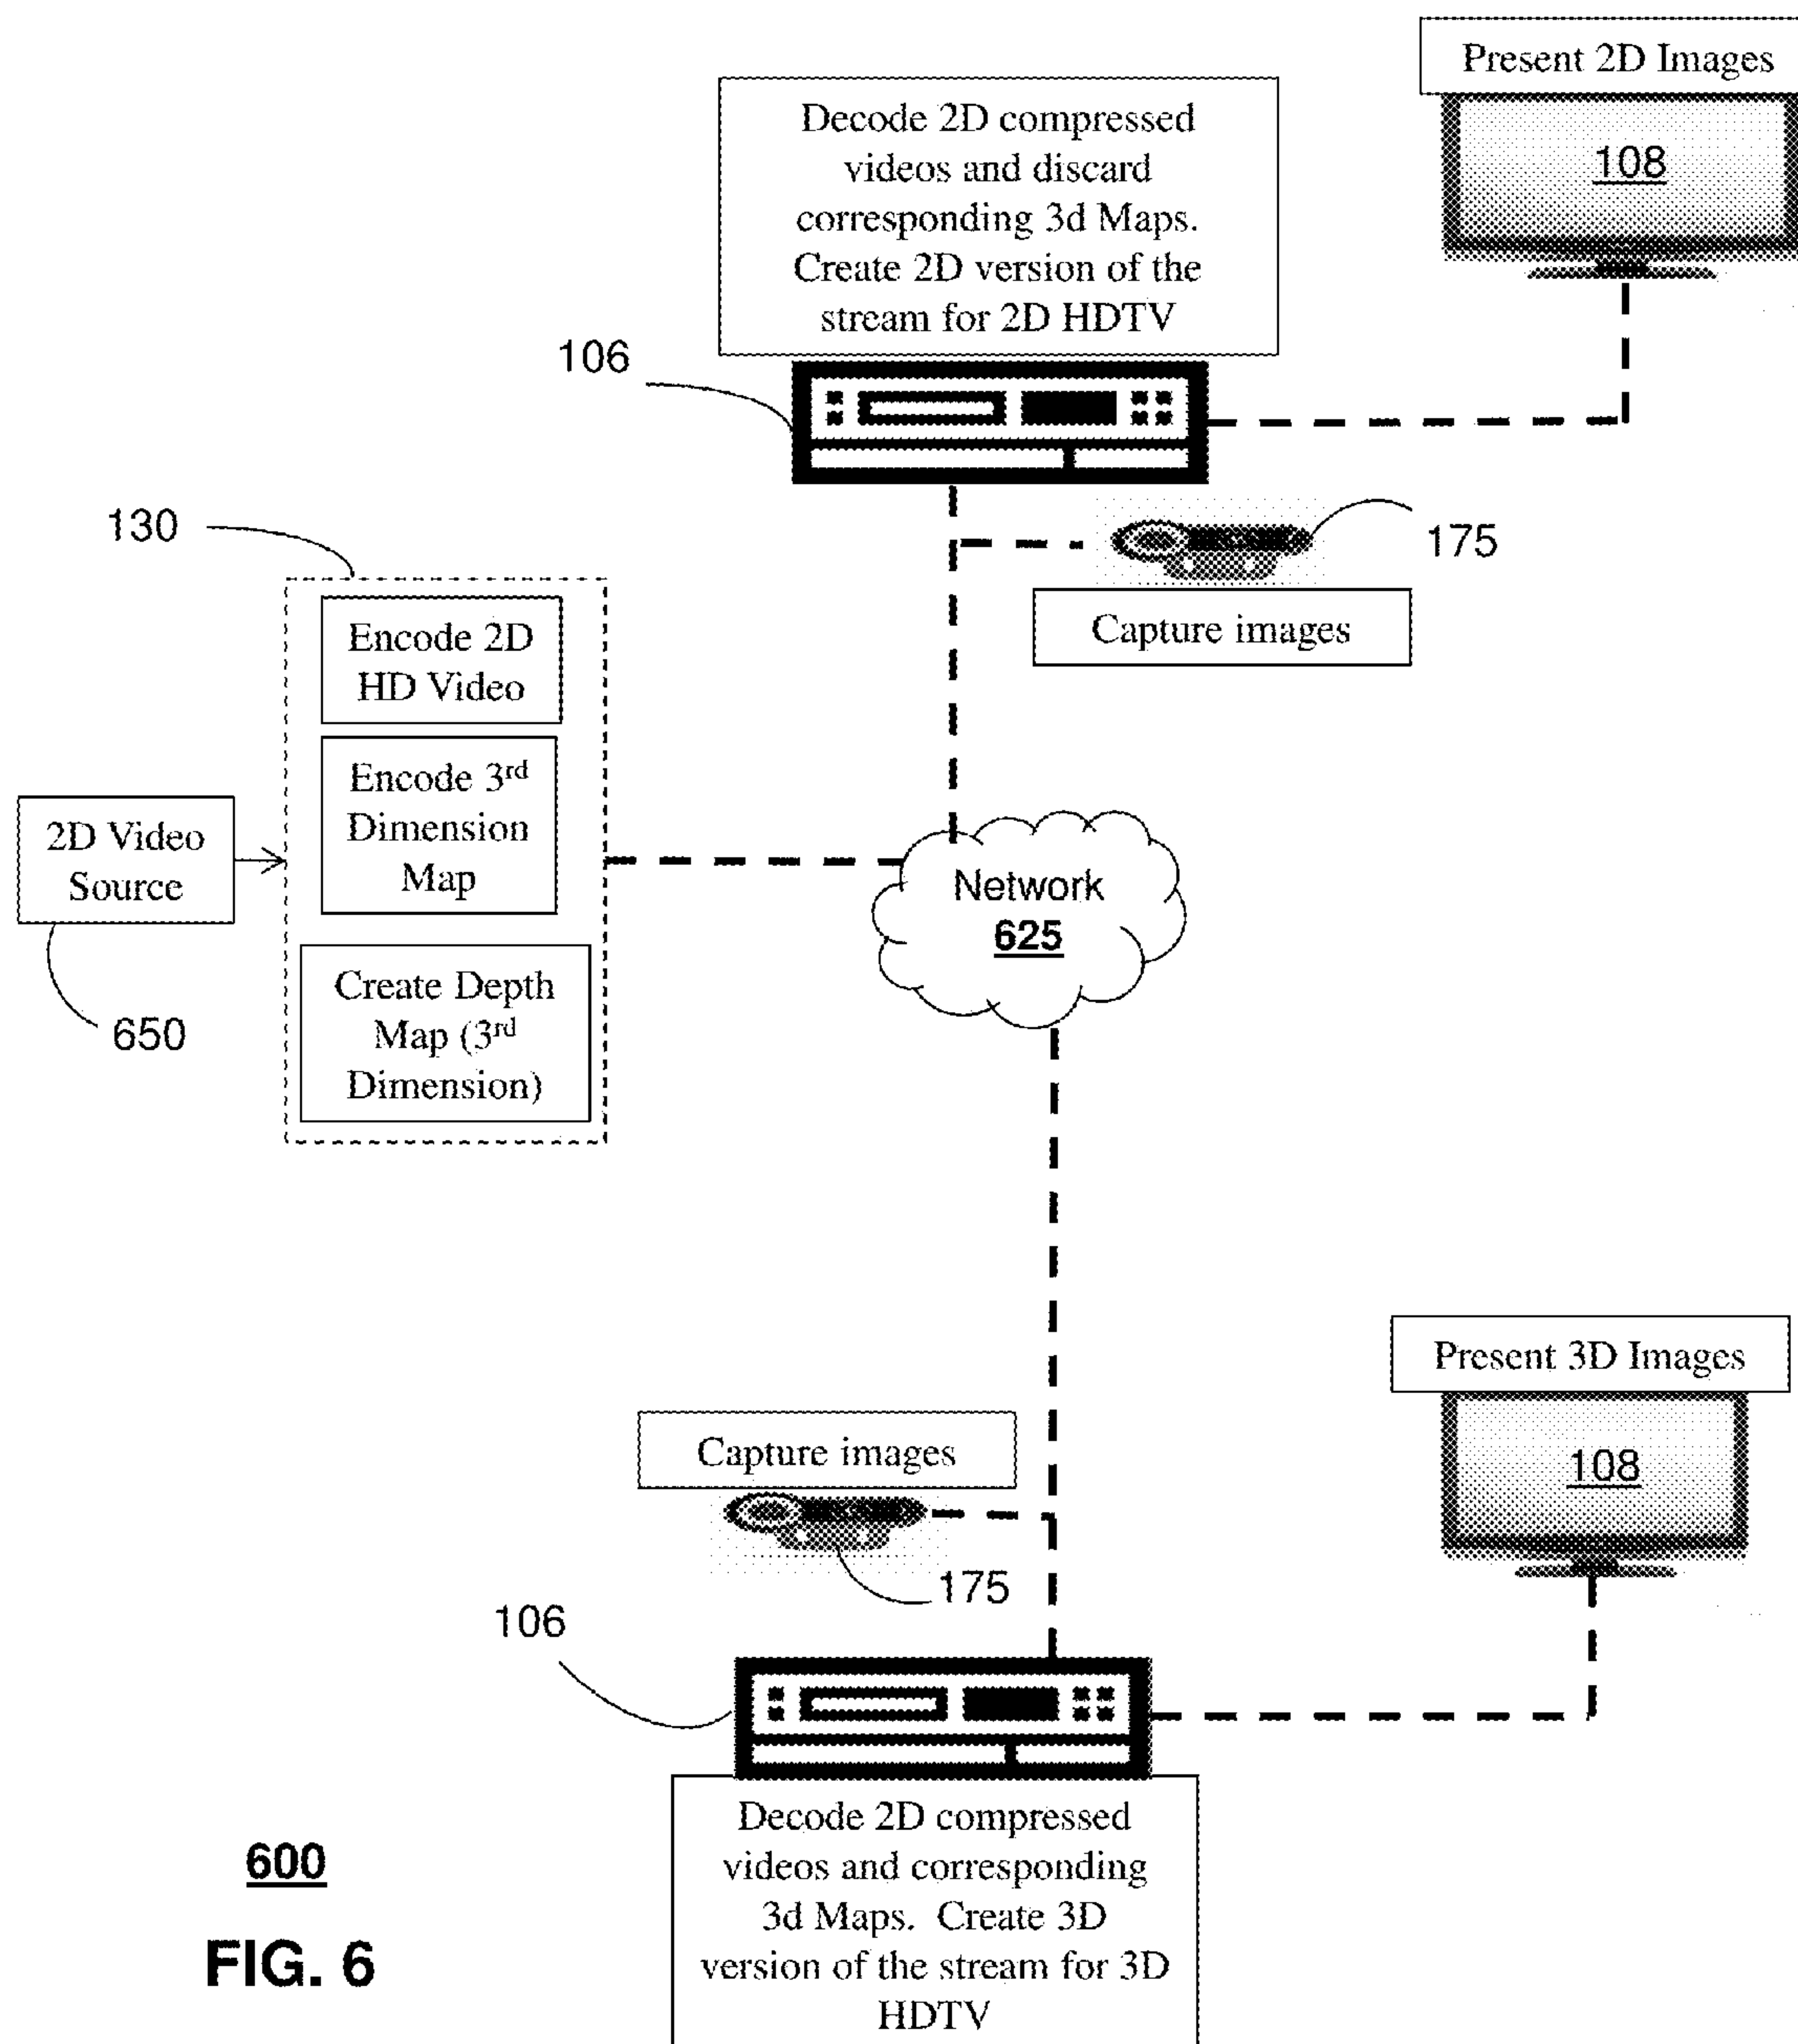 Present 2D Images
108
Decode 2D compressed
videos and discard
corresponding 3d Maps.
Create 2D version of the
stream for 2D HDTV
106
175
Capture images
130
Encode 2D
HD Video
Encode 3rd
Dimension
Map
Create Depth
Map (3rd
Dimension)
2D Video
Source
650
Network
625
Present 3D Images
108
Capture images
175
106
Decode 2D compressed
videos and corresponding
3d Maps. Create 3D
version of the stream for 3D
HDTV
600
FIG. 6